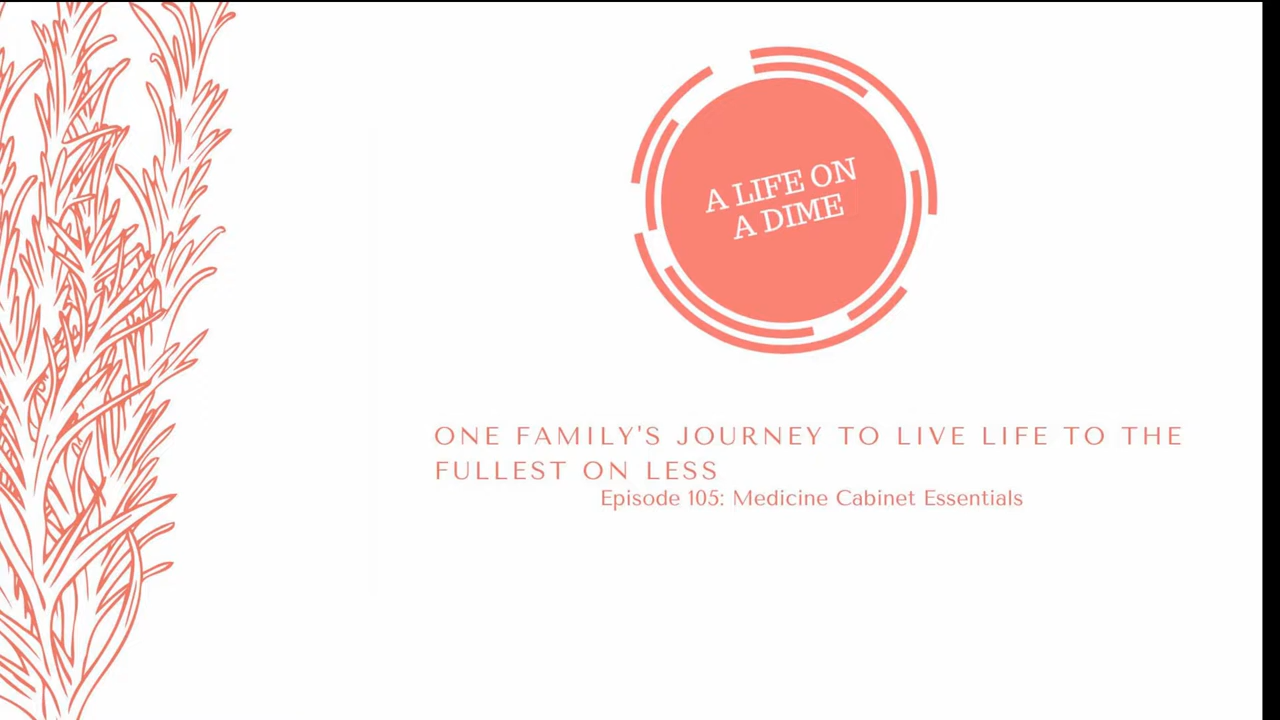 A LIFE ON
A DIME
ONE FAMILY'S JOURNEY TO LIVE LIFE TO THE
FULLEST ON LESS
Episode 105: Medicine Cabinet Essentials